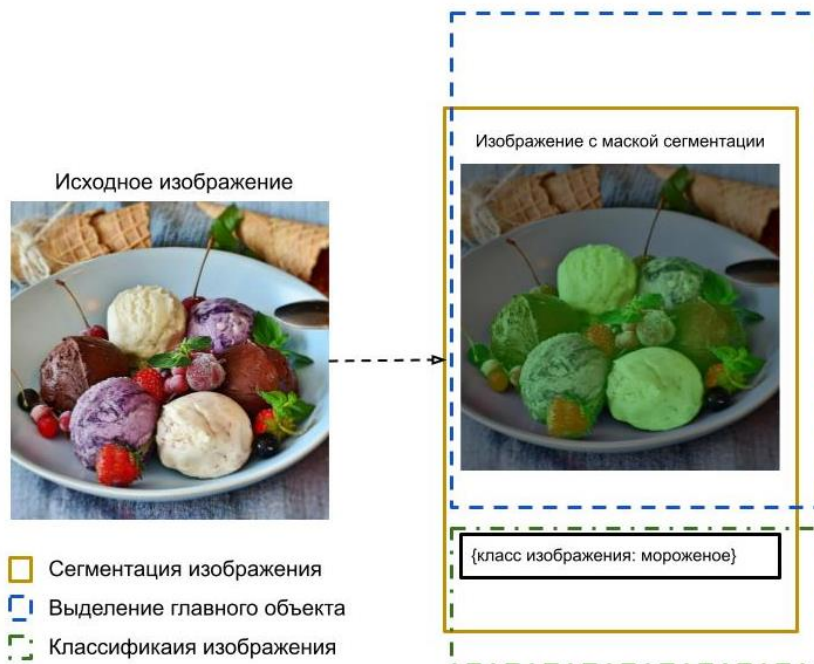 Исходное изображение
Изображение с маской сегментации
{класс изображения: мороженое}
Сегментация изображения
Выделение главного объекта
Классификаия изображения